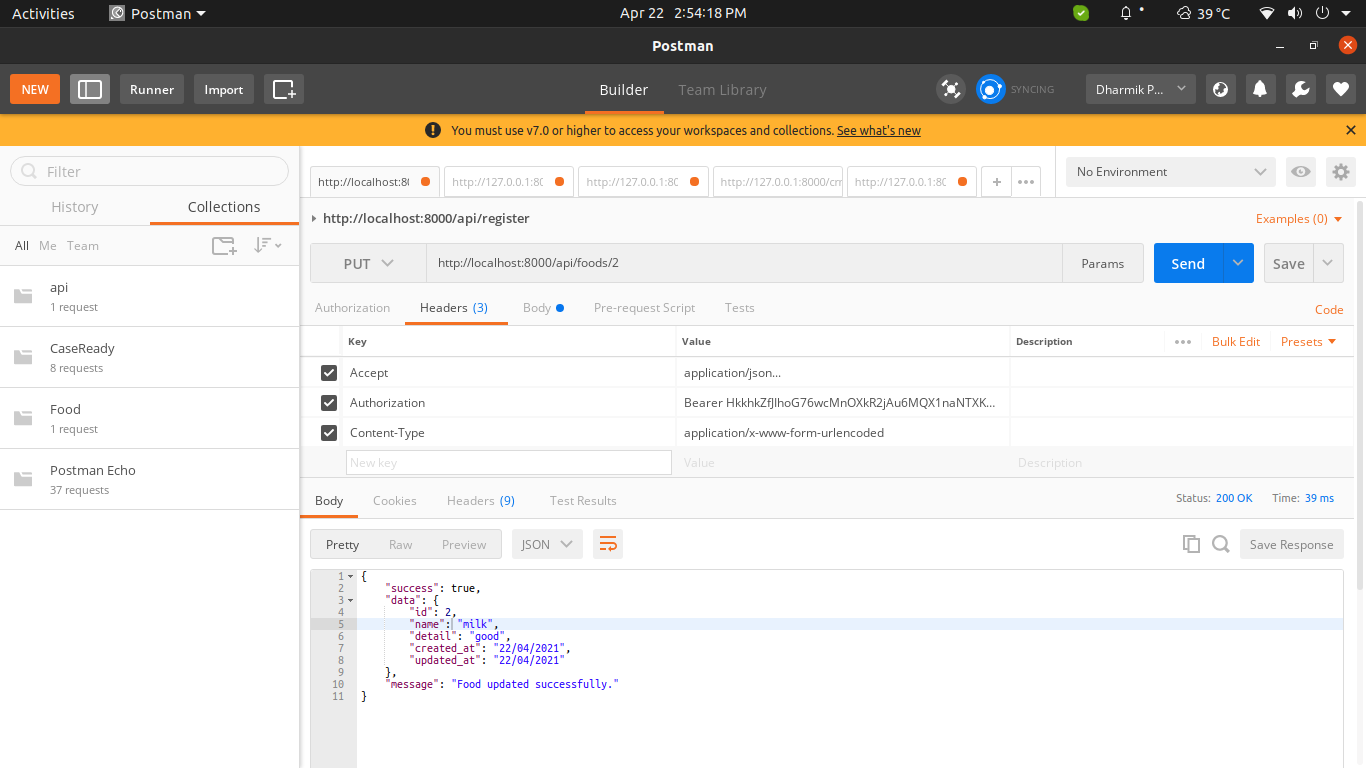 Activities Postman Apr 22 2:54:18 PM 39 °C
Postman
NEW Runner Import Builder Team Library SYNCING Dharmik P...
You must use v7.0 or higher to access your workspaces and collections. See what's new
Filter
History Collections
All Me Team
api
1 request
CaseReady
8 requests
Food
1 request
Postman Echo
37 requests
http://localhost:80 http://127.0.0.1:80 http://127.0.0.1:80 http://127.0.0.1:8000/crn http://127.0.0.1:80 + ••• No Environment
http://localhost:8000/api/register Examples (0)
PUT http://localhost:8000/api/foods/2 Params Send Save
Authorization Headers (3) Body Pre-request Script Tests Code
Key Value Description ••• Bulk Edit Presets
Accept application/json...
Authorization Bearer HkkhkZfJlhoG76wcMnOXkR2jAu6MQX1naNTXK...
Content-Type application/x-www-form-urlencoded
New key Value Description
Body Cookies Headers (9) Test Results Status: 200 OK Time: 39 ms
Pretty Raw Preview JSON Save Response
1 {
2 "success": true,
3 "data": {
4 "id": 2,
5 "name": "milk",
6 "detail": "good",
7 "created_at": "22/04/2021",
8 "updated_at": "22/04/2021"
9 },
10 "message": "Food updated successfully."
11 }